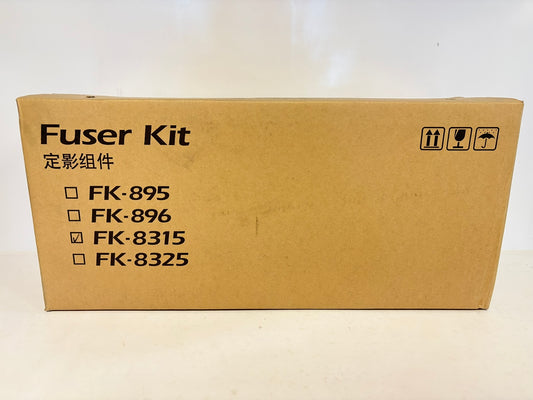 Fuser Kit
定影组件
☐ FK-895
☐ FK-896
☑ FK-8315
☐ FK-8325